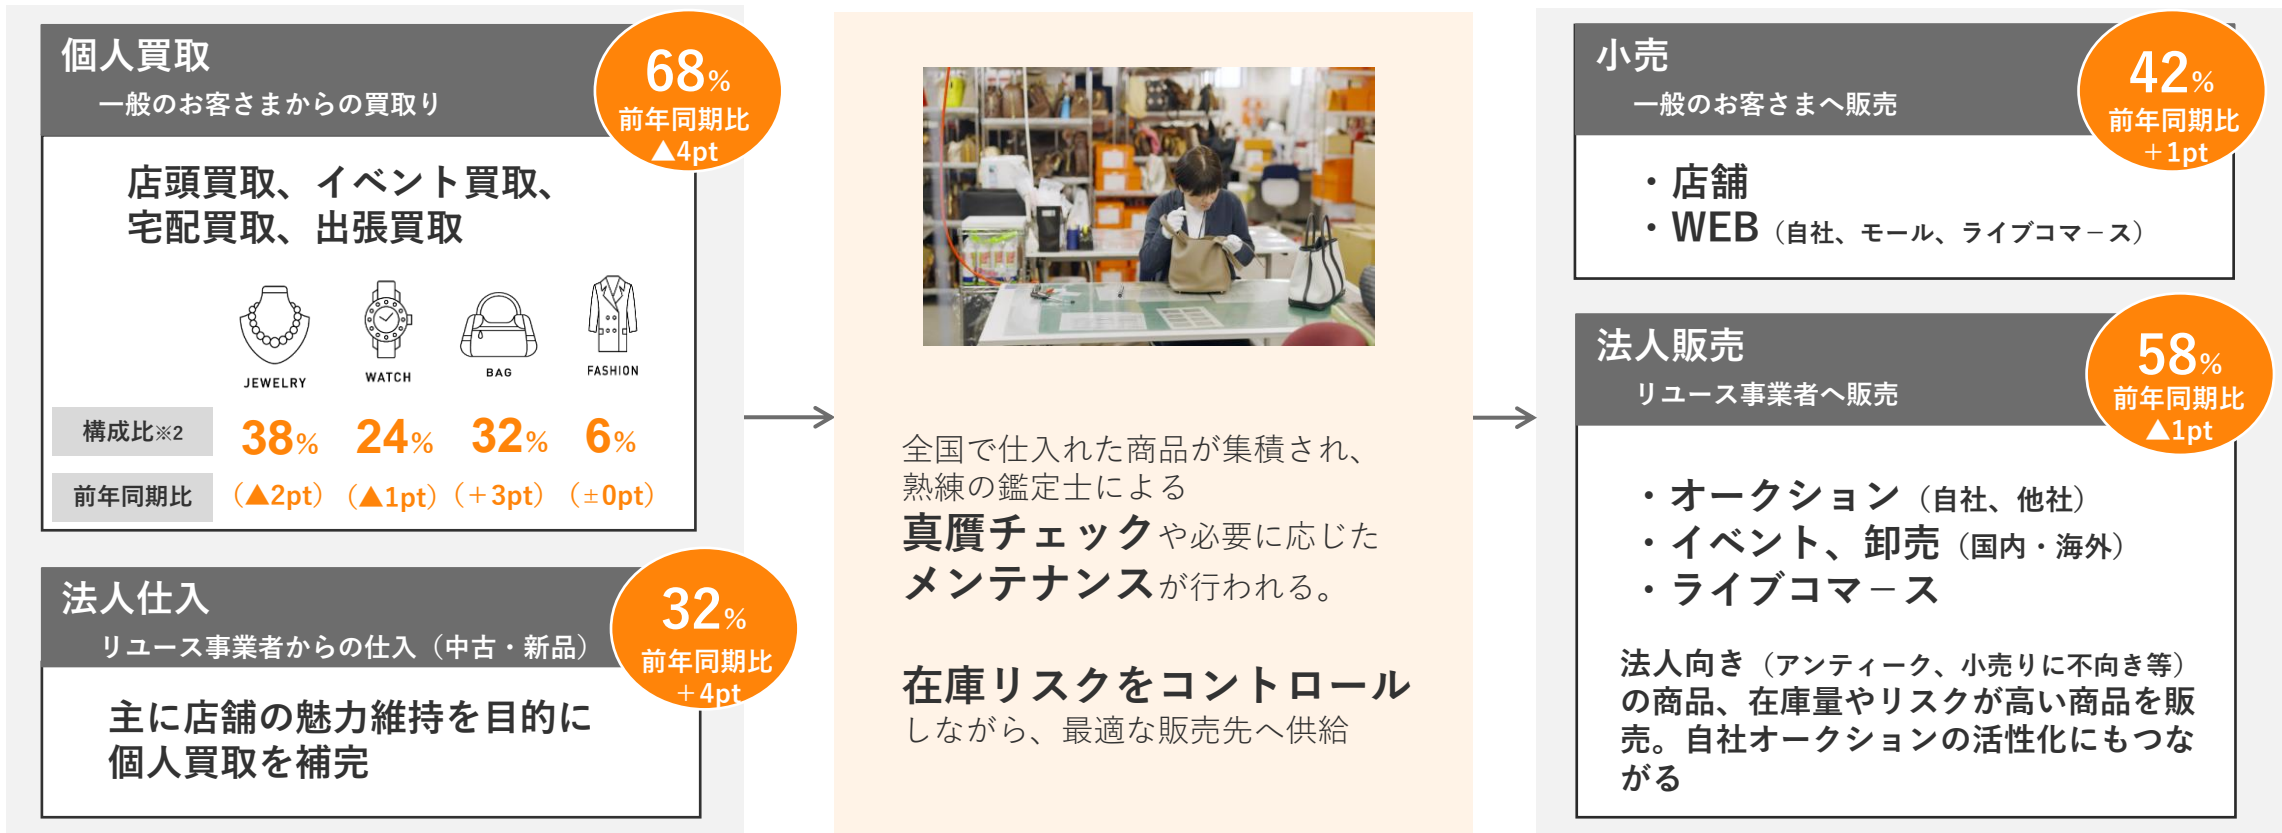 個人買取
一般のお客さまからの買取り
68%
前年同期比
▲4pt
店頭買取、イベント買取、
宅配買取、出張買取
JEWELRY WATCH BAG FASHION
構成比※2 38% 24% 32% 6%
前年同期比 (▲2pt) (▲1pt) (＋3pt) (±0pt)
法人仕入
リユース事業者からの仕入（中古・新品）
32%
前年同期比
＋4pt
主に店舗の魅力維持を目的に
個人買取を補完
全国で仕入れた商品が集積され、
熟練の鑑定士による
真贋チェックや必要に応じた
メンテナンスが行われる。
在庫リスクをコントロール
しながら、最適な販売先へ供給
小売
一般のお客さまへ販売
42%
前年同期比
＋1pt
・店舗
・WEB（自社、モール、ライブコマ－ス）
法人販売
リユース事業者へ販売
58%
前年同期比
▲1pt
・オークション（自社、他社）
・イベント、卸売（国内・海外）
・ライブコマ－ス
法人向き（アンティーク、小売りに不向き等）
の商品、在庫量やリスクが高い商品を販
売。自社オークションの活性化にもつな
がる